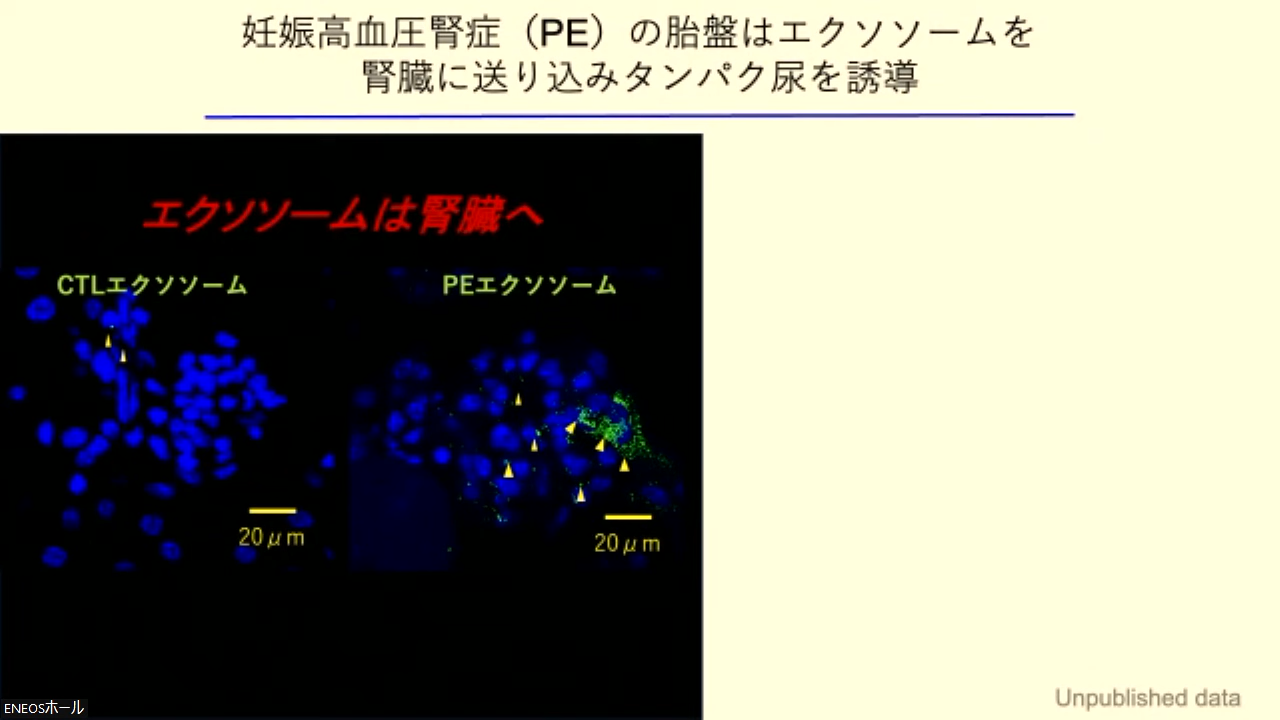 妊娠高血圧腎症（PE）の胎盤はエクソソームを
腎臓に送り込みタンパク尿を誘導
エクソソームは腎臓へ
CTLエクソソーム
PEエクソソーム
20μm
20μm
Unpublished data
ENEOSホール